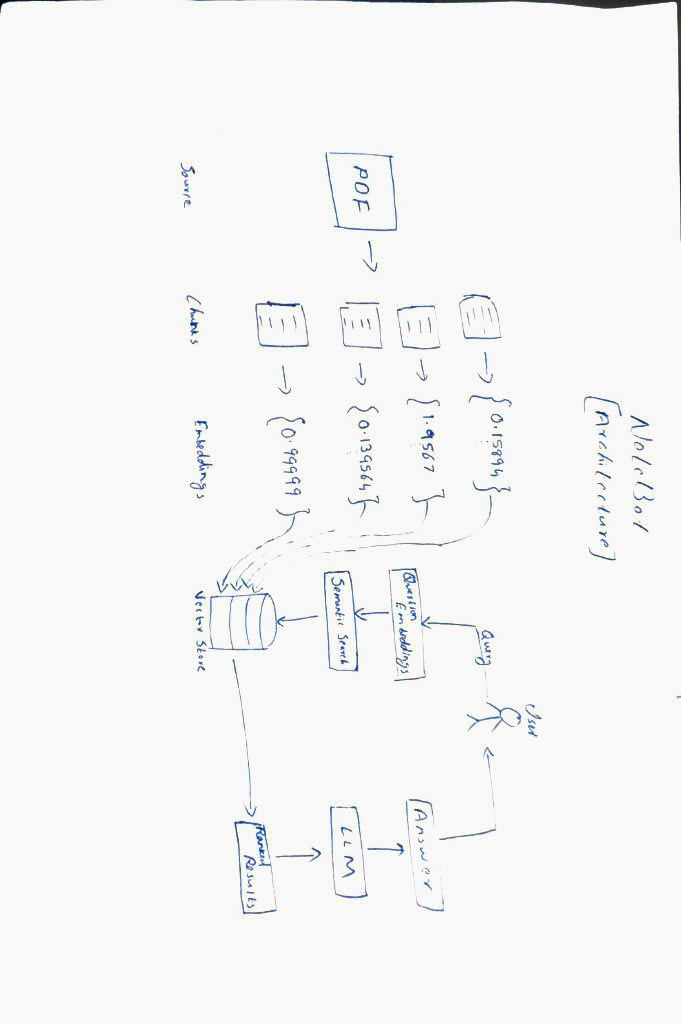 NoteBot
[Architecture]
User
Query
{0.15894}
{1.9567}
{0.139564}
{0.99999}
PDF
Question
Embeddings
Semantic Search
Answer
LLM
Ranked
Results
Source
Chunks
Embeddings
Vector Store